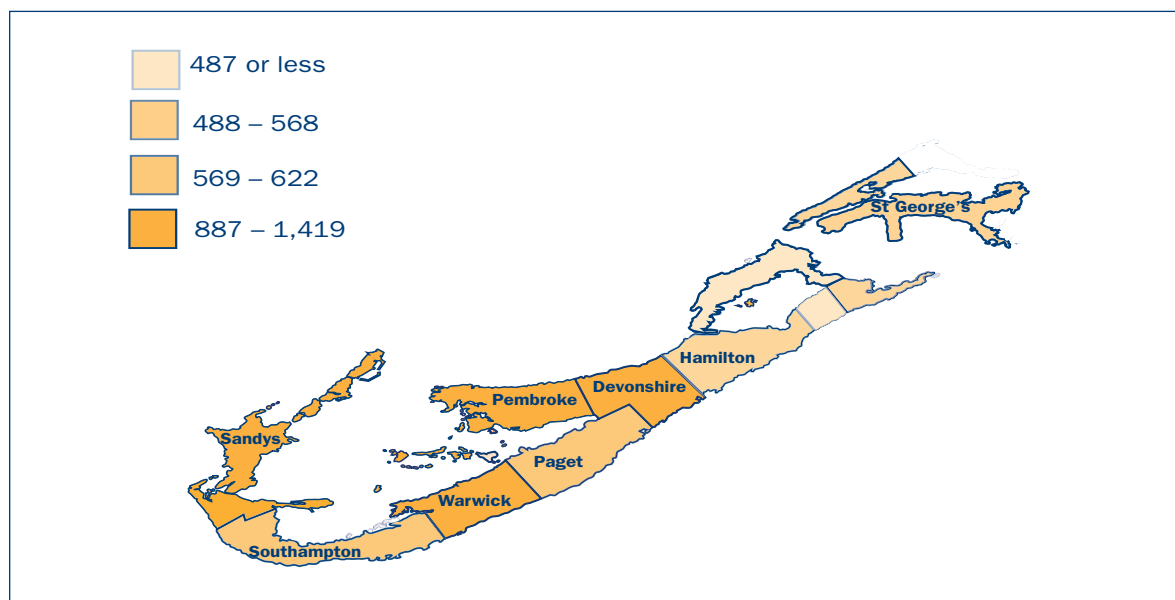 487 or less
488 – 568
569 – 622
887 – 1,419
St George's
Hamilton
Devonshire
Pembroke
Sandys
Paget
Warwick
Southampton